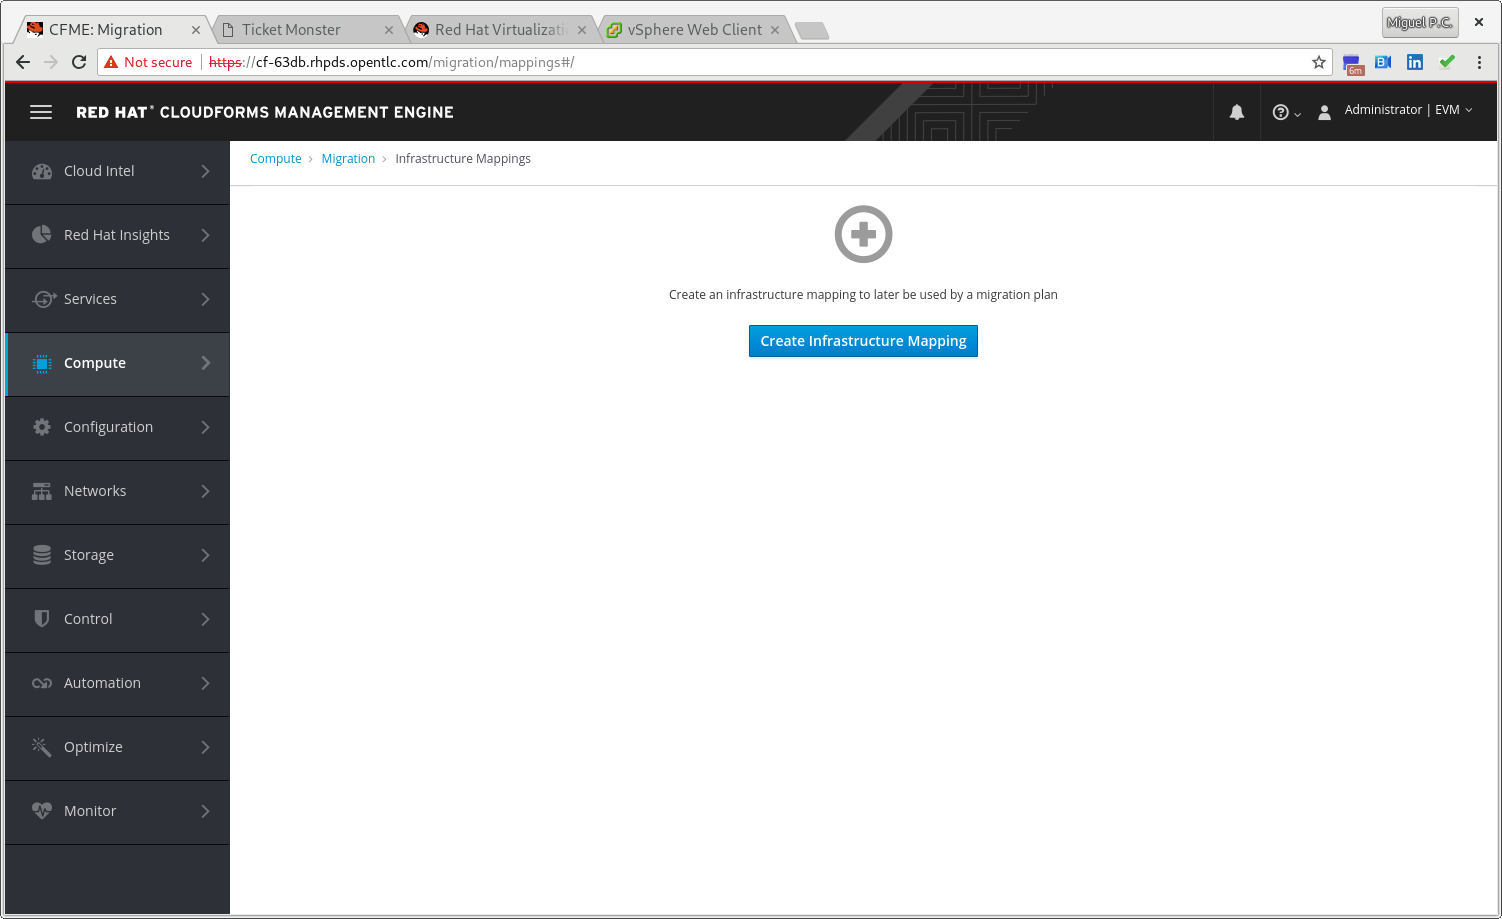 CFME: Migration
Ticket Monster
Red Hat Virtualizati
vSphere Web Client
Miguel P.C.
Not secure
https://cf-63db.rhpds.opentlc.com/migration/mappings#/
6m
RED HAT® CLOUDFORMS MANAGEMENT ENGINE
Administrator | EVM
Cloud Intel
Red Hat Insights
Services
Compute
Configuration
Networks
Storage
Control
Automation
Optimize
Monitor
Compute › Migration › Infrastructure Mappings
Create an infrastructure mapping to later be used by a migration plan
Create Infrastructure Mapping